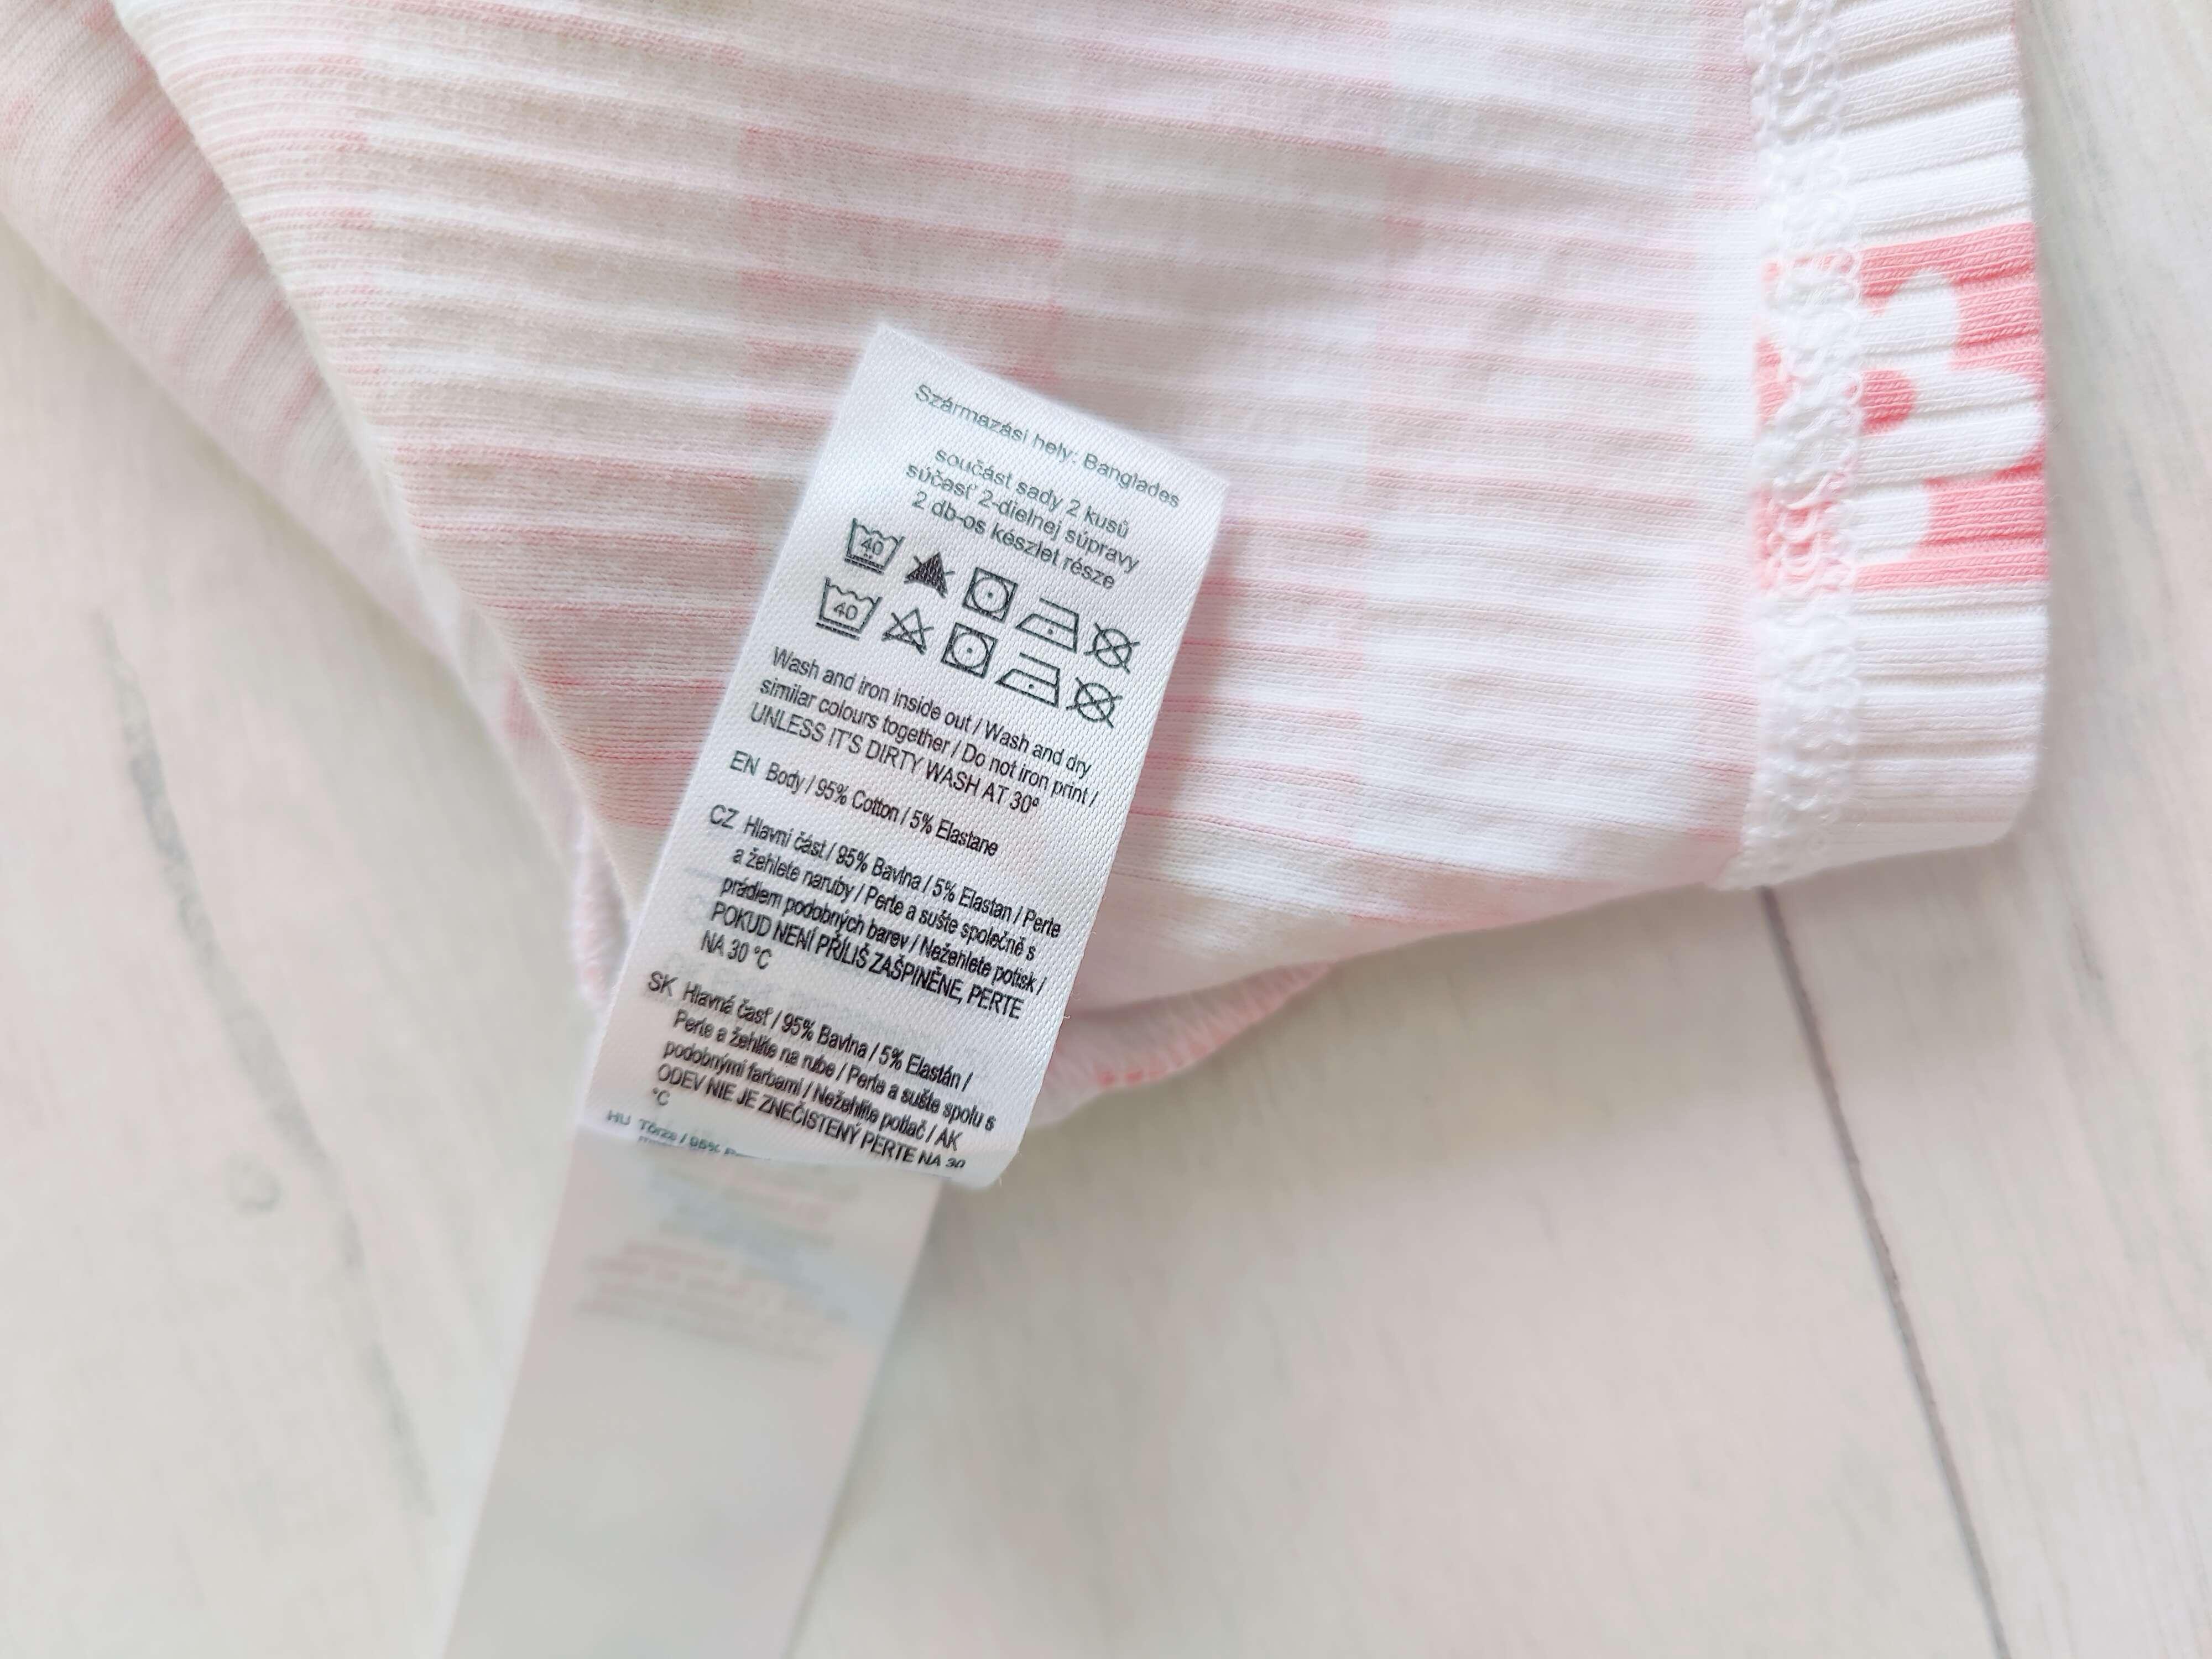 Származási hely: Banglades
součást sady 2 kusů
súčasť 2-dielnej súpravy
2 db-os készlet része
40
40
Wash and iron inside out / Wash and dry
similar colours together / Do not iron print /
UNLESS IT'S DIRTY WASH AT 30º
EN Body / 95% Cotton / 5% Elastane
CZ Hlavní část / 95% Bavlna / 5% Elastan / Perte
a žehlete naruby / Perte a sušte společně s
prádlem podobných barev / Nežehlete potisk /
POKUD NENÍ PŘÍLIŠ ZAŠPINĚNE, PERTE
NA 30 °C
SK Hlavná časť / 95% Bavlna / 5% Elastán /
Perte a žehlite na rube / Perte a sušte spolu s
podobnými farbami / Nežehlite potlač / AK
ODEV NIE JE ZNEČISTENÝ PERTE NA 30
°C
HU Törzs / 95%